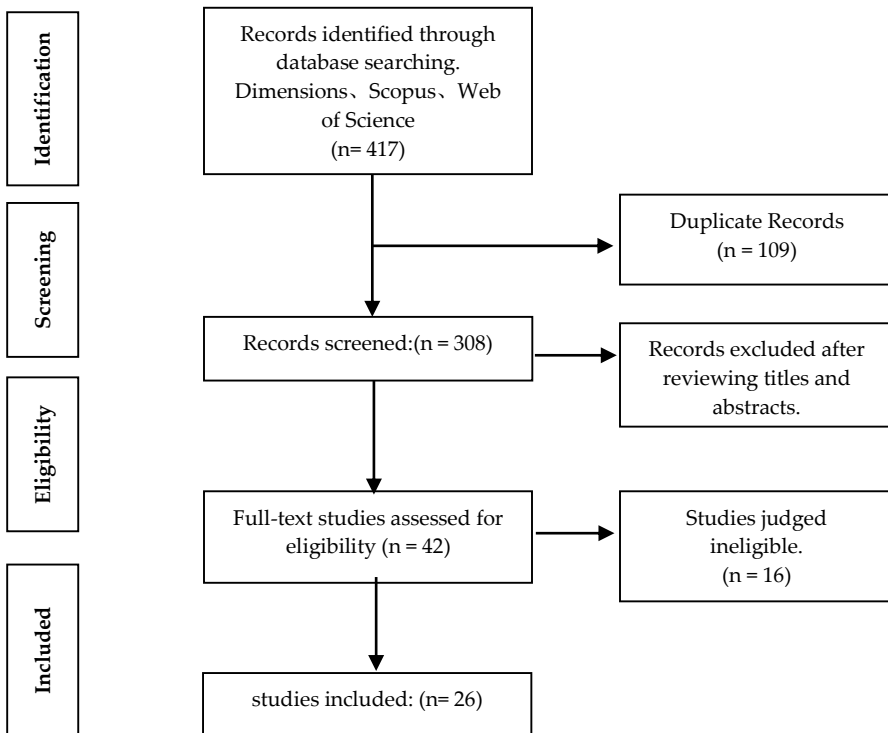 Identification
Records identified through
database searching.
Dimensions、Scopus、Web
of Science
(n= 417)
Screening
Duplicate Records
(n = 109)
Records screened:(n = 308)
Records excluded after
reviewing titles and
abstracts.
Eligibility
Full-text studies assessed for
eligibility (n = 42)
Studies judged
ineligible.
(n = 16)
Included
studies included: (n= 26)